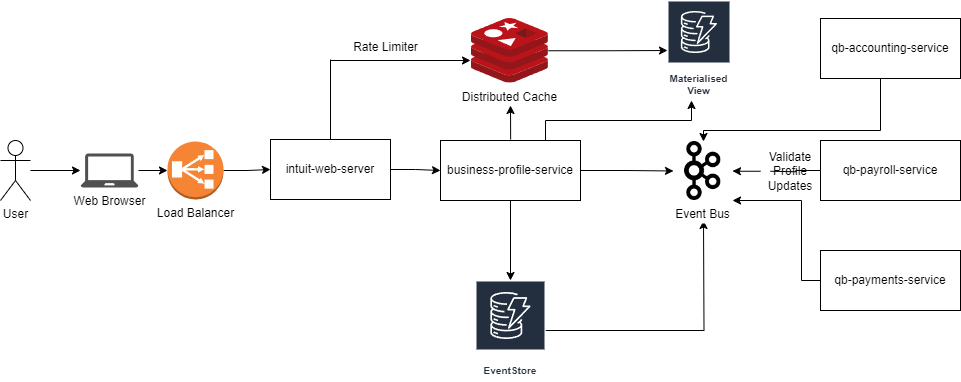 Rate Limiter
Distributed Cache
Materialised
View
qb-accounting-service
User
Web Browser
Load Balancer
intuit-web-server
business-profile-service
Event Bus
Validate
Profile
Updates
qb-payroll-service
qb-payments-service
EventStore